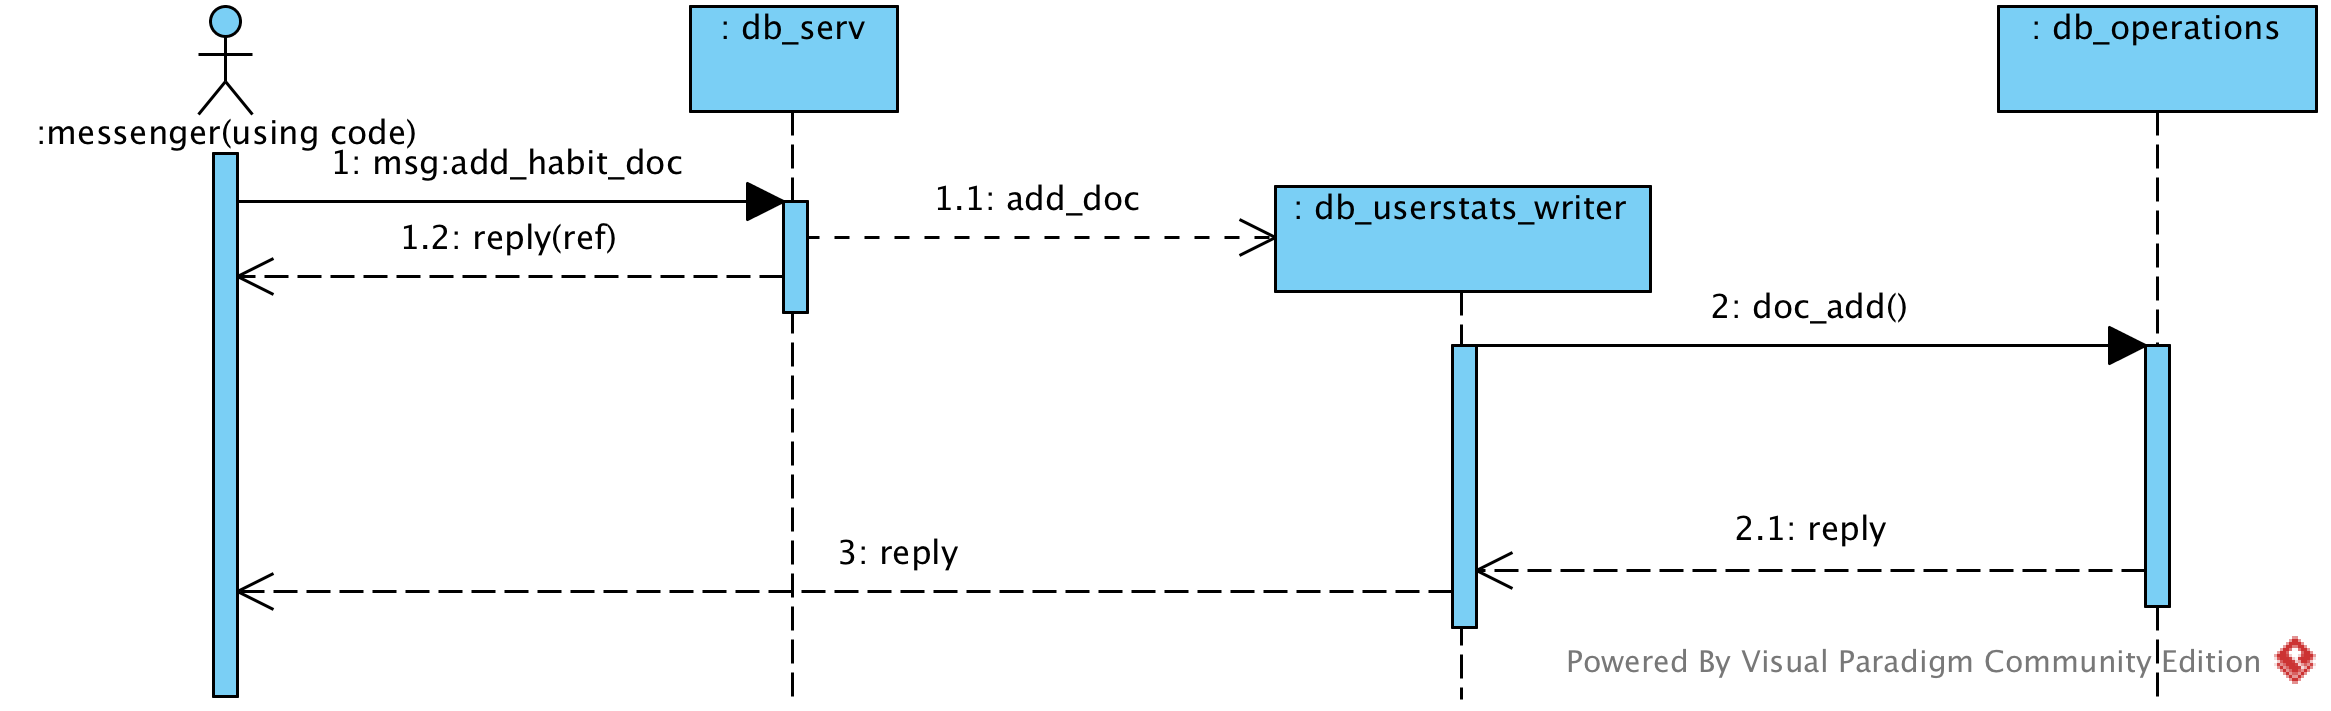 : db_serv
: db_operations
:messenger(using code)
1: msg:add_habit_doc
1.1: add_doc
: db_userstats_writer
1.2: reply(ref)
2: doc_add()
2.1: reply
3: reply
Powered By Visual Paradigm Community Edition